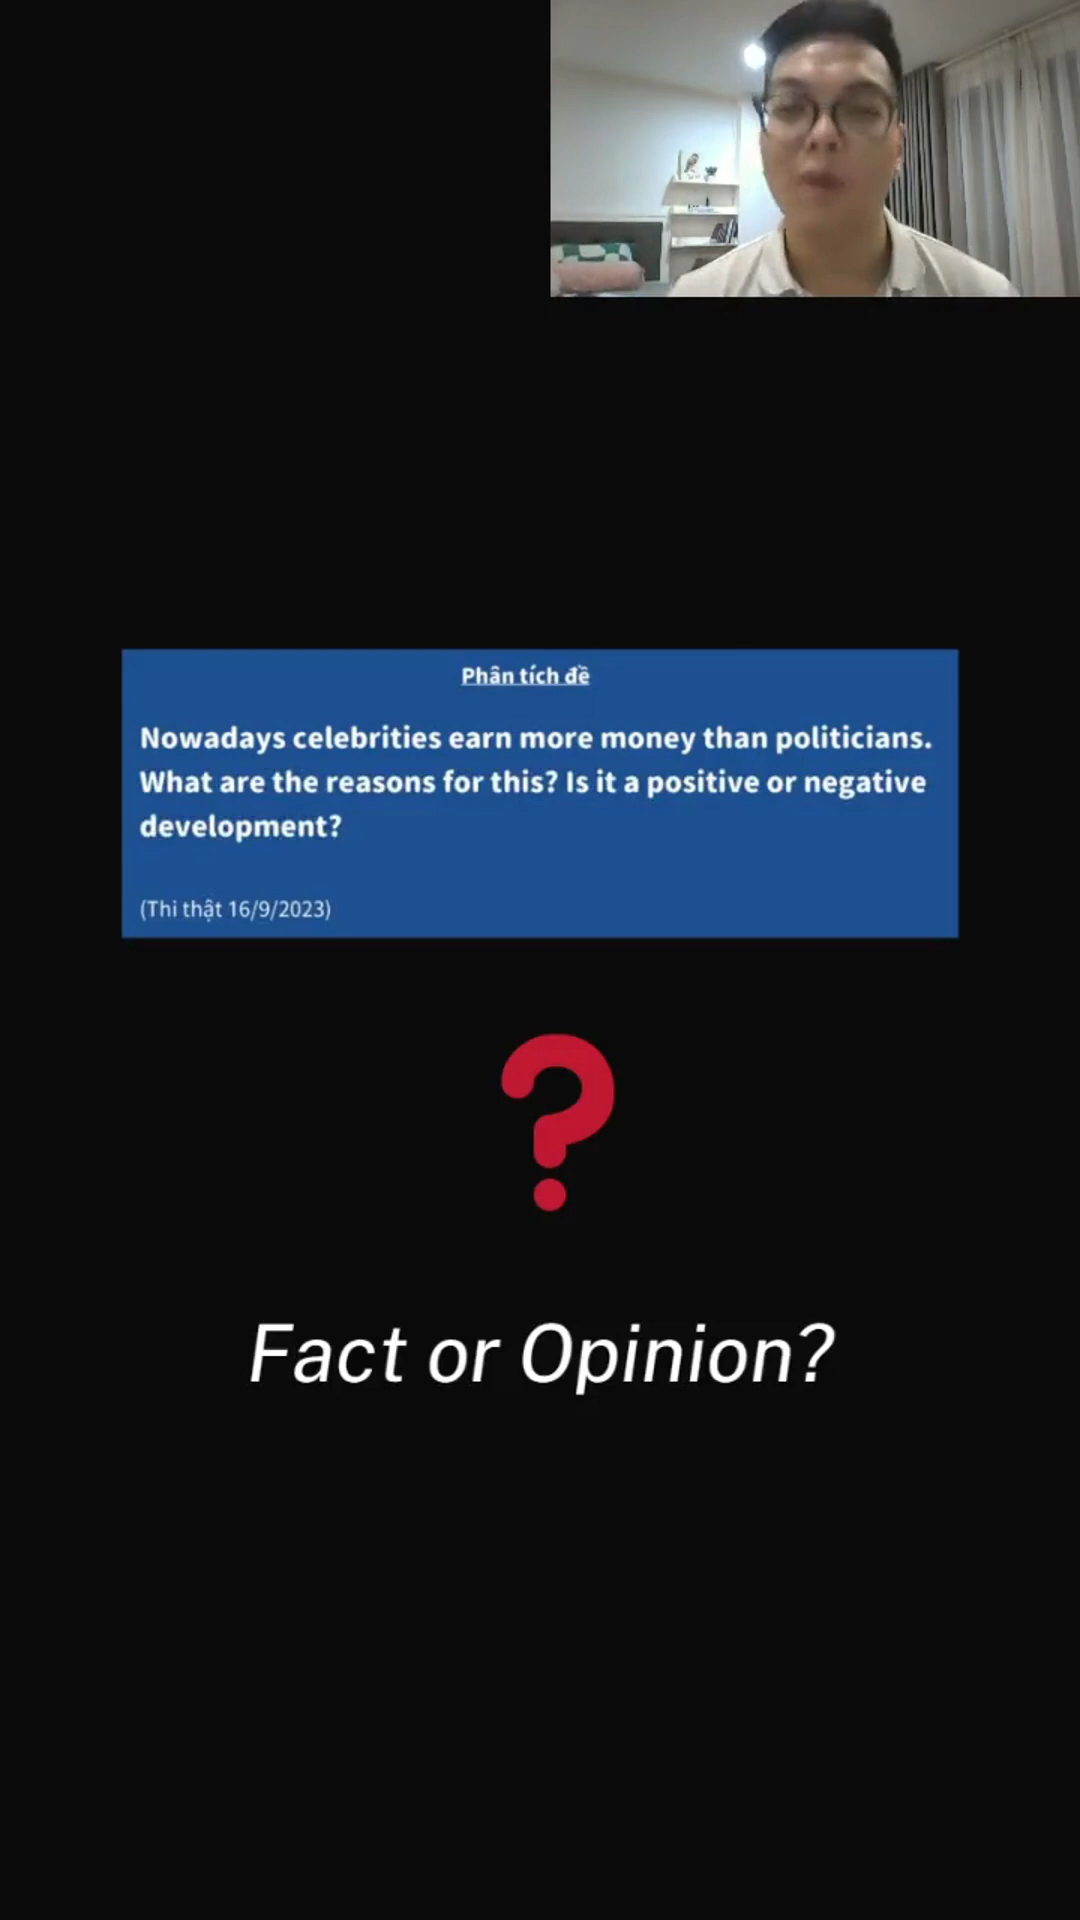 Phân tích đề
Nowadays celebrities earn more money than politicians.
What are the reasons for this? Is it a positive or negative
development?
(Thi thật 16/9/2023)
?
Fact or Opinion?